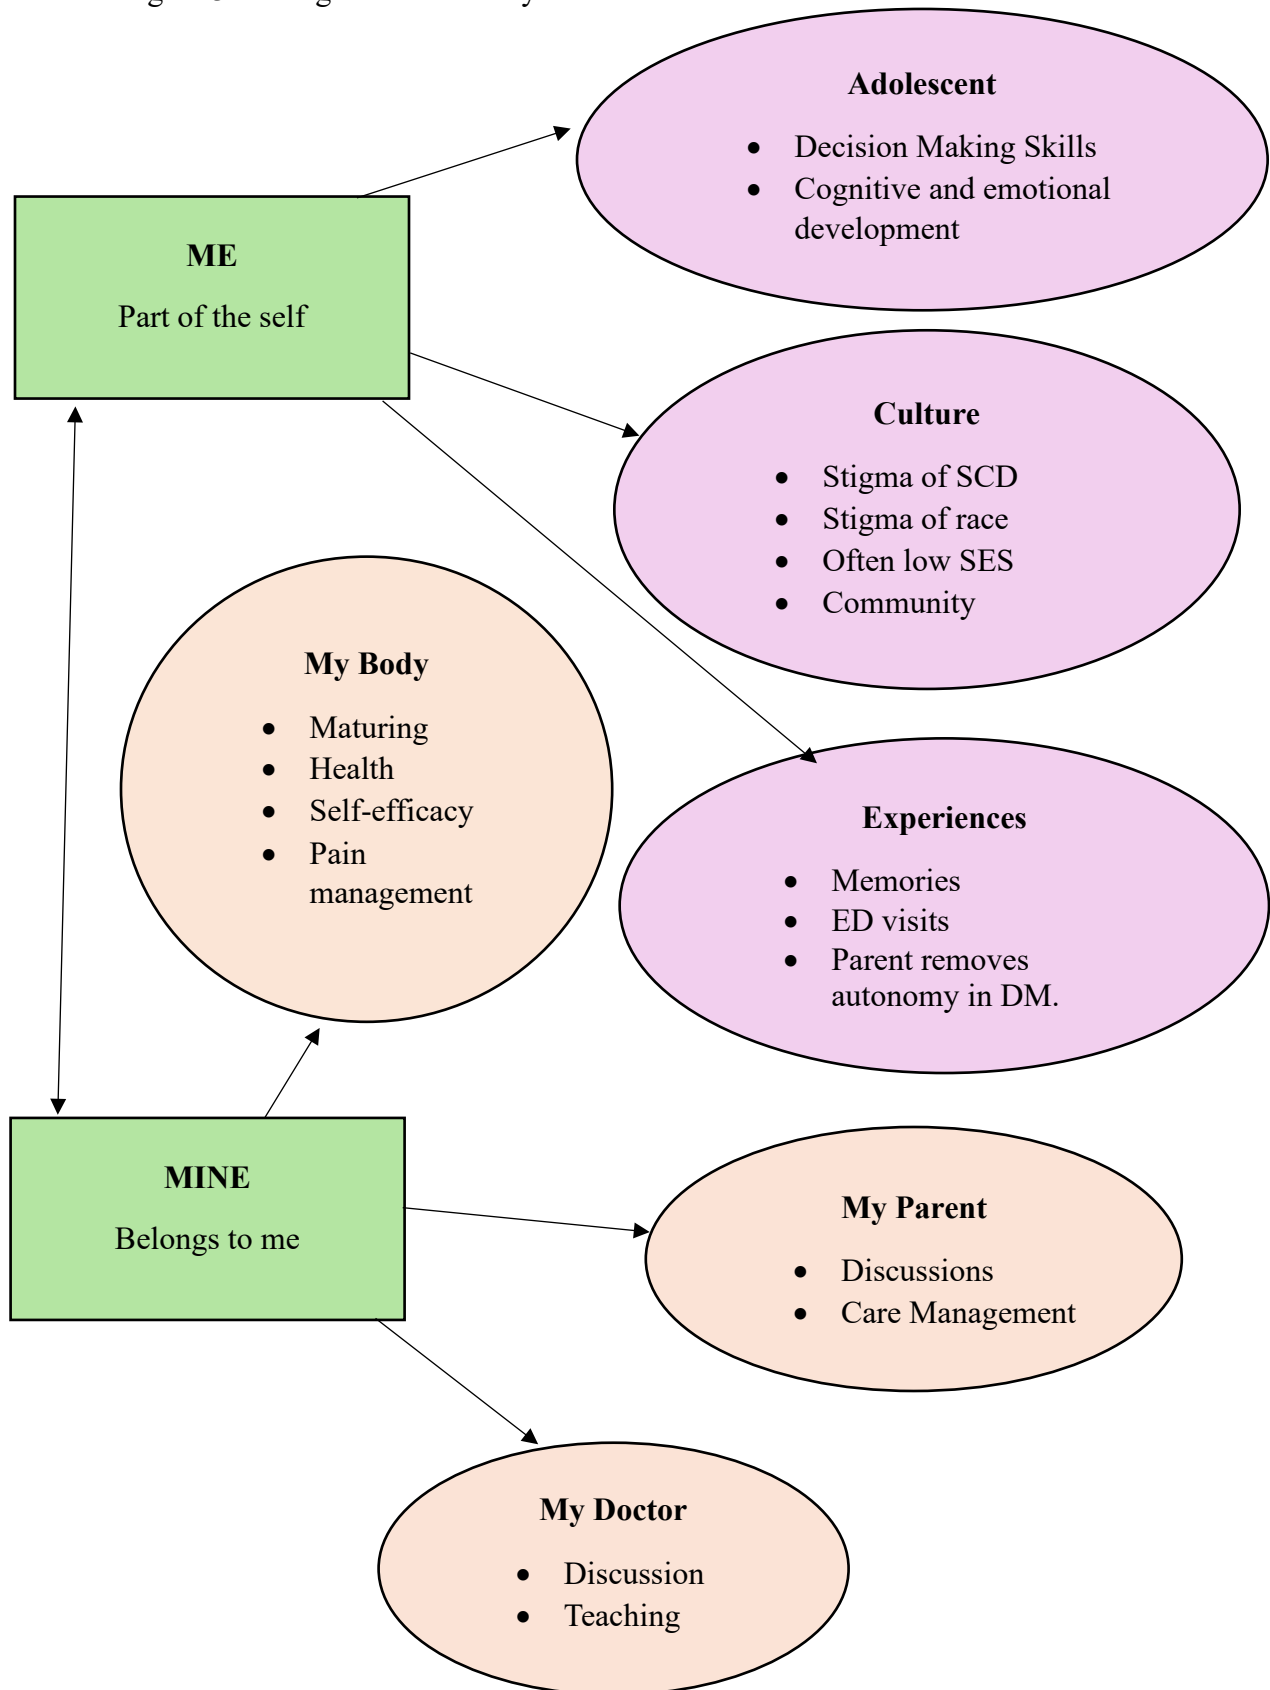 Adolescent
• Decision Making Skills
• Cognitive and emotional
development
ME
Part of the self
Culture
• Stigma of SCD
• Stigma of race
• Often low SES
• Community
My Body
• Maturing
• Health
• Self-efficacy
• Pain
management
Experiences
• Memories
• ED visits
• Parent removes
autonomy in DM.
MINE
Belongs to me
My Parent
• Discussions
• Care Management
My Doctor
• Discussion
• Teaching